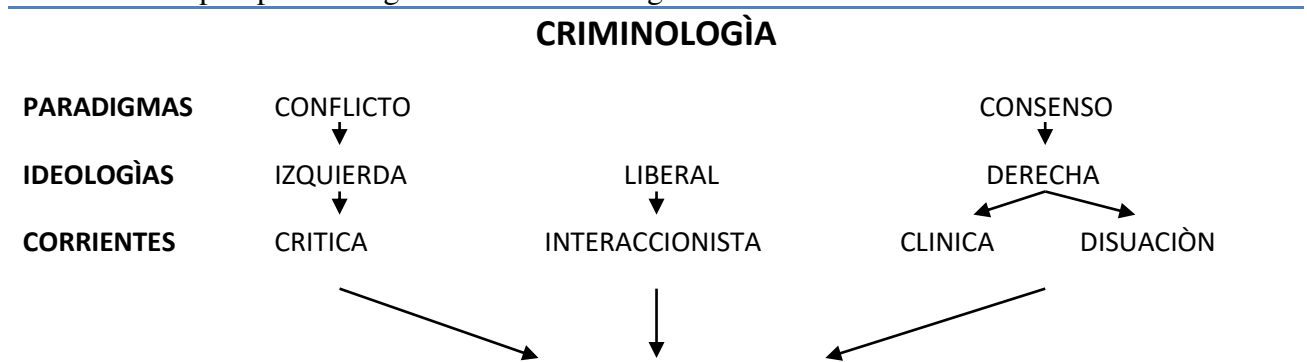 CRIMINOLOGÌA
PARADIGMAS CONFLICTO CONSENSO
IDEOLOGÌAS IZQUIERDA LIBERAL DERECHA
CORRIENTES CRITICA INTERACCIONISTA CLINICA DISUACIÒN